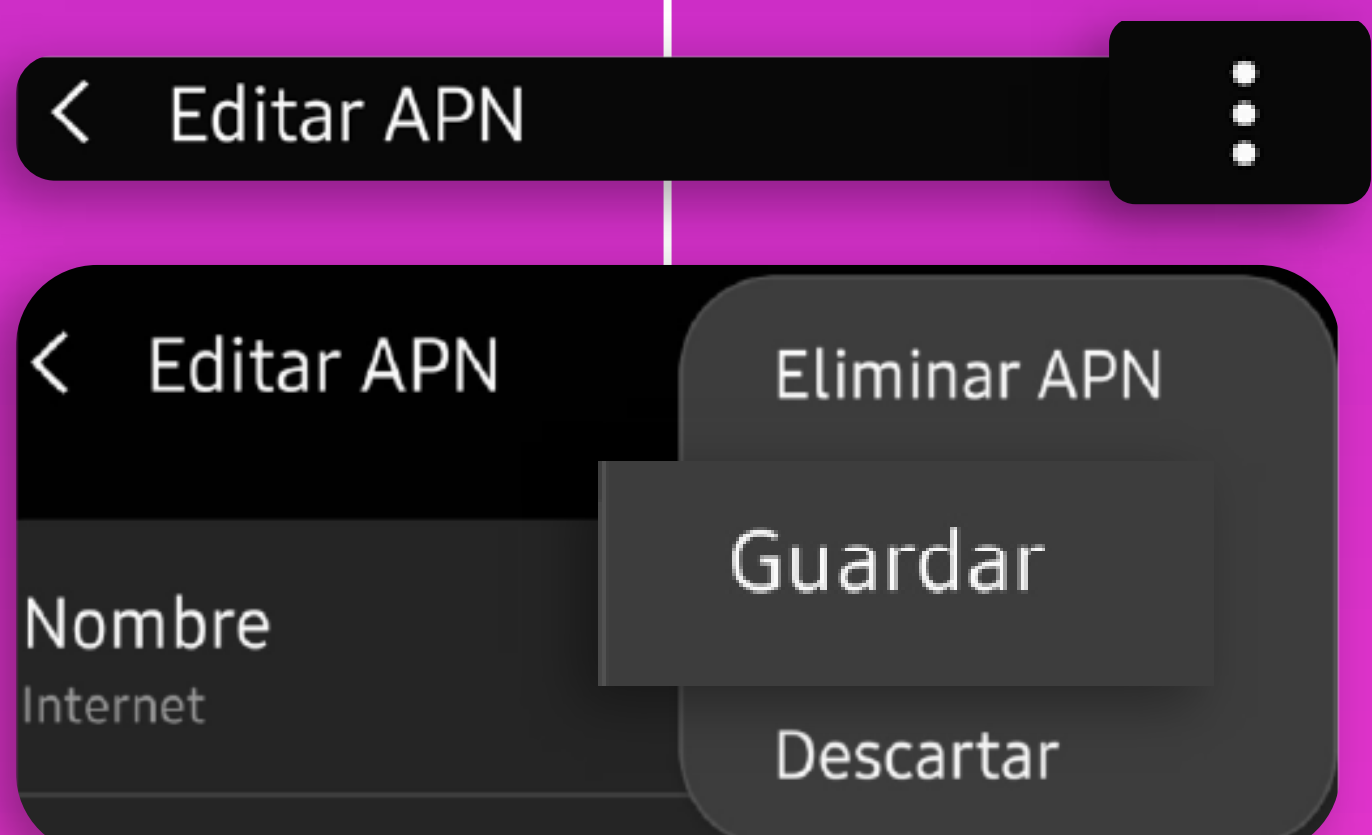 Editar APN
Editar APN
Eliminar APN
Guardar
Nombre
Internet
Descartar